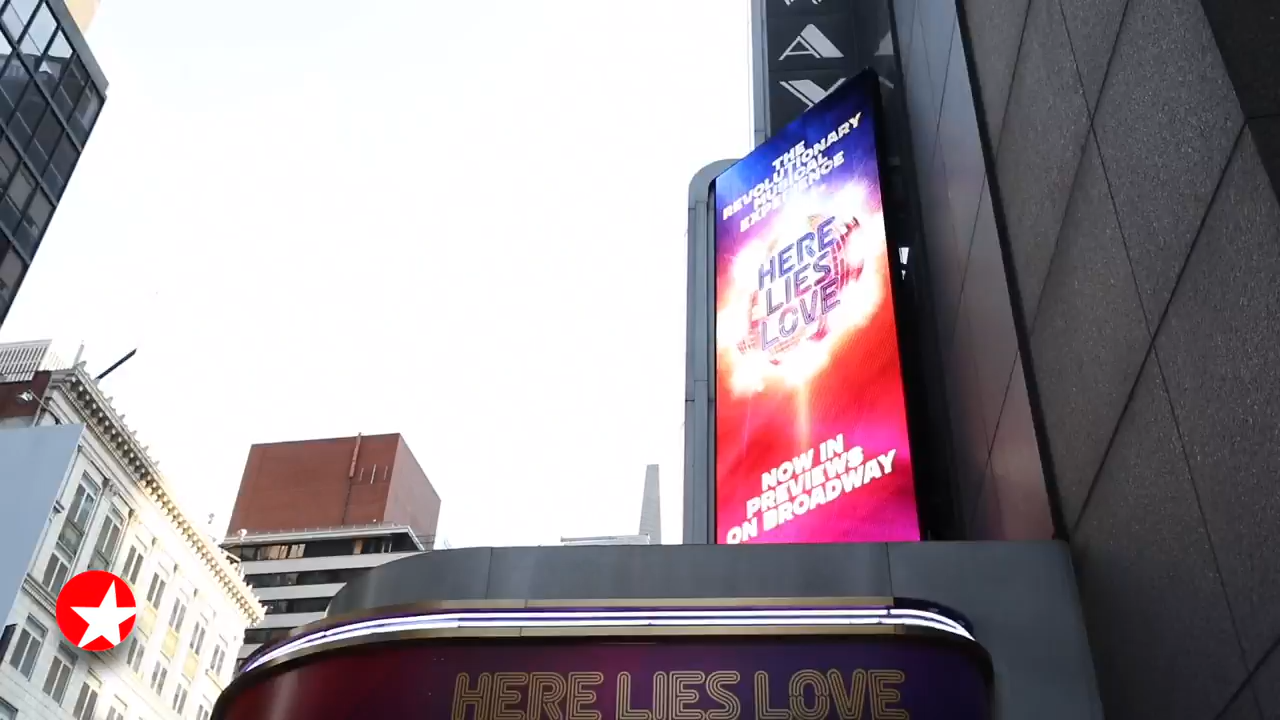 A
Y
THE
REVOLUTIONARY
MUSICAL
EXPERIENCE
HERE
LIES
LOVE
NOW IN
PREVIEWS
ON BROADWAY
HERE LIES LOVE